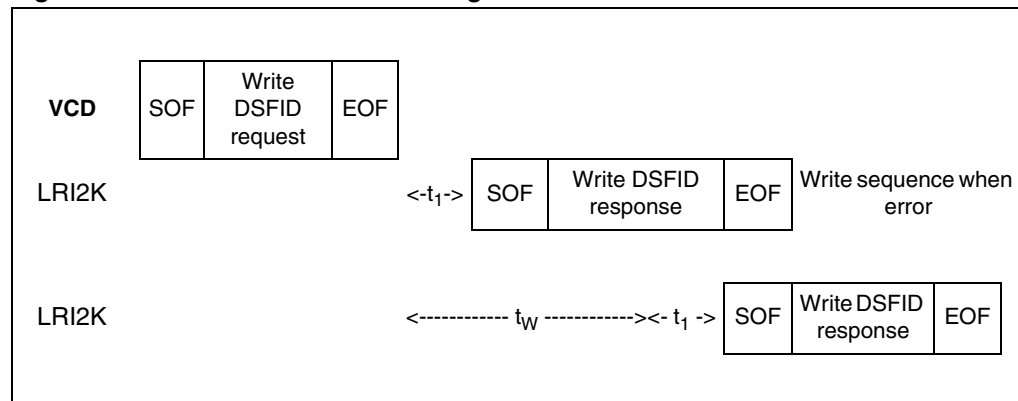 VCD
SOF
Write
DSFID
request
EOF
LRI2K
<-t1->
SOF
Write DSFID
response
EOF
Write sequence when
error
LRI2K
<------------ tW ------------><- t1 ->
SOF
Write DSFID
response
EOF